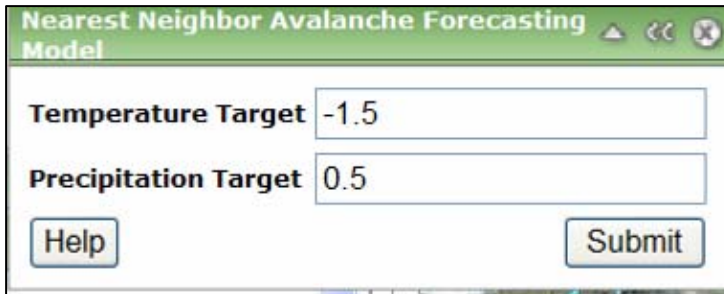 Nearest Neighbor Avalanche Forecasting
Model
Temperature Target -1.5
Precipitation Target 0.5
Help Submit